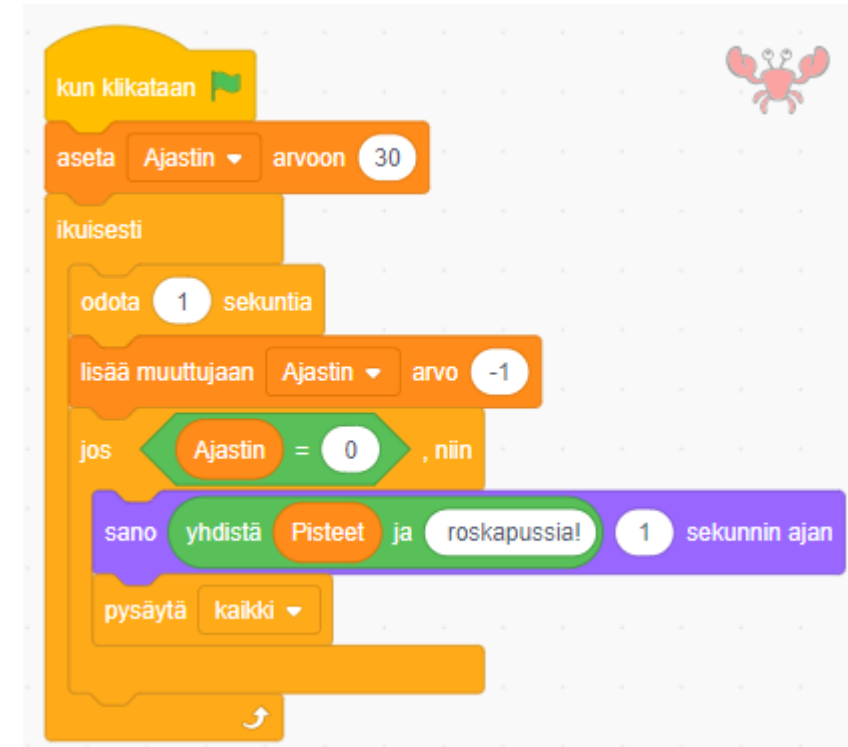 kun klikataan
aseta Ajastin arvoon 30
ikuisesti
odota 1 sekuntia
lisää muuttujaan Ajastin arvo -1
jos Ajastin = 0 , niin
sano yhdistä Pisteet ja roskapussia! 1 sekunnin ajan
pysäytä kaikki